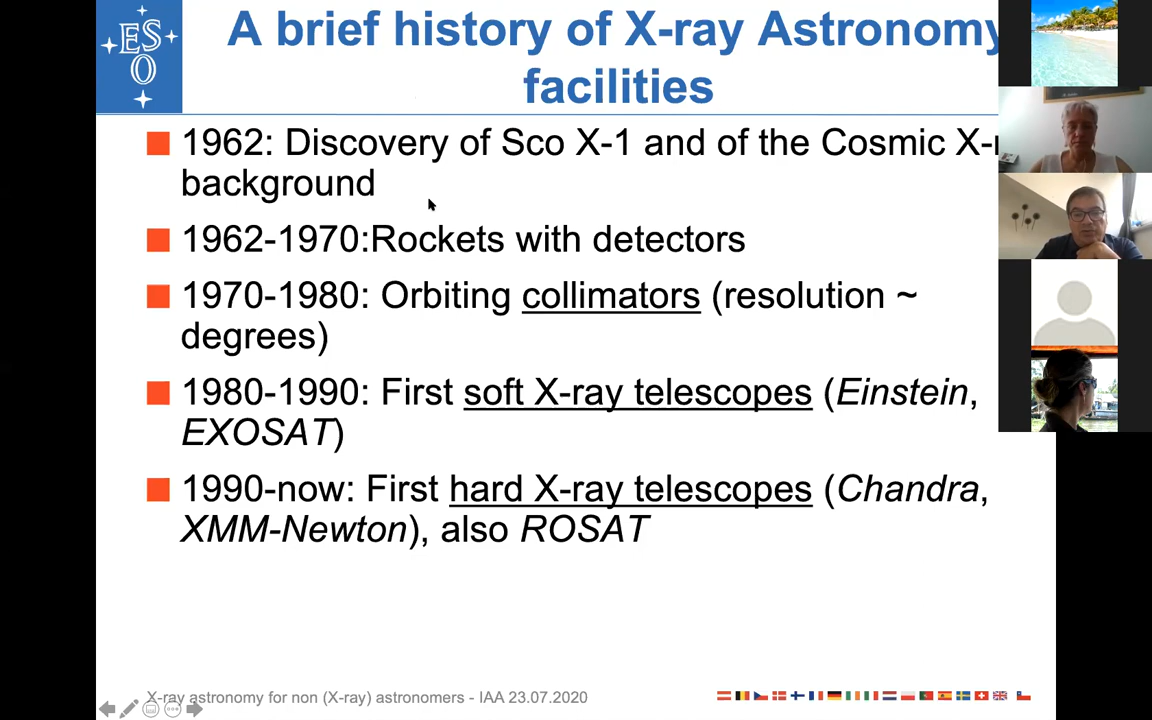 ES
O
A brief history of X-ray Astronomy
facilities
1962: Discovery of Sco X-1 and of the Cosmic X-
background
1962-1970:Rockets with detectors
1970-1980: Orbiting collimators (resolution ~
degrees)
1980-1990: First soft X-ray telescopes (Einstein,
EXOSAT)
1990-now: First hard X-ray telescopes (Chandra,
XMM-Newton), also ROSAT
X-ray astronomy for non (X-ray) astronomers - IAA 23.07.2020